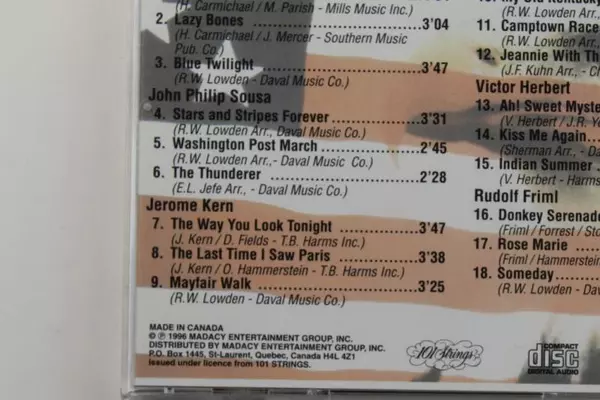 (H. Carmichael / M. Parish - Mills Music Inc.)
2. Lazy Bones 3'04
(H. Carmichael / J. Mercer - Southern Music
Pub. Co.)
3. Blue Twilight 3'47
(R.W. Lowden - Daval Music Co.)
John Philip Sousa
4. Stars and Stripes Forever 3'31
(R.W. Lowden Arr., Daval Music Co.)
5. Washington Post March 2'45
(R.W. Lowden Arr.,- Daval Music Co.)
6. The Thunderer 2'28
(E.L. Jefe Arr., - Daval Music Co.)
Jerome Kern
7. The Way You Look Tonight 3'47
(J. Kern / D. Fields - T.B. Harms Inc.)
8. The Last Time I Saw Paris 3'38
(J. Kern / O. Hammerstein - T.B. Harms Inc.)
9. Mayfair Walk 3'25
(R.W. Lowden - Daval Music Co.)
(R.W. Lowden Arr.,
11. Camptown Race
(R.W. Lowden Arr.,
12. Jeannie With Th
(J.F. Kuhn Arr., - C
Victor Herbert
13. Ah! Sweet Myste
(V. Herbert / J.R. Yo
14. Kiss Me Again
(Sherman Arr., - Da
15. Indian Summer
(V. Herbert - Harms
Rudolf Friml
16. Donkey Serenade
(Friml / Forrest / Sto
17. Rose Marie
(Friml / Hammerstein
18. Someday
(R.W. Lowden - Dav
MADE IN CANADA
© ℗ 1996 MADACY ENTERTAINMENT GROUP, INC.
DISTRIBUTED BY MADACY ENTERTAINMENT GROUP, INC.
P.O. Box 1445, St-Laurent, Quebec, Canada H4L 4Z1
Issued under licence from 101 STRINGS.
101 Strings
COMPACT
disc
DIGITAL AUDIO